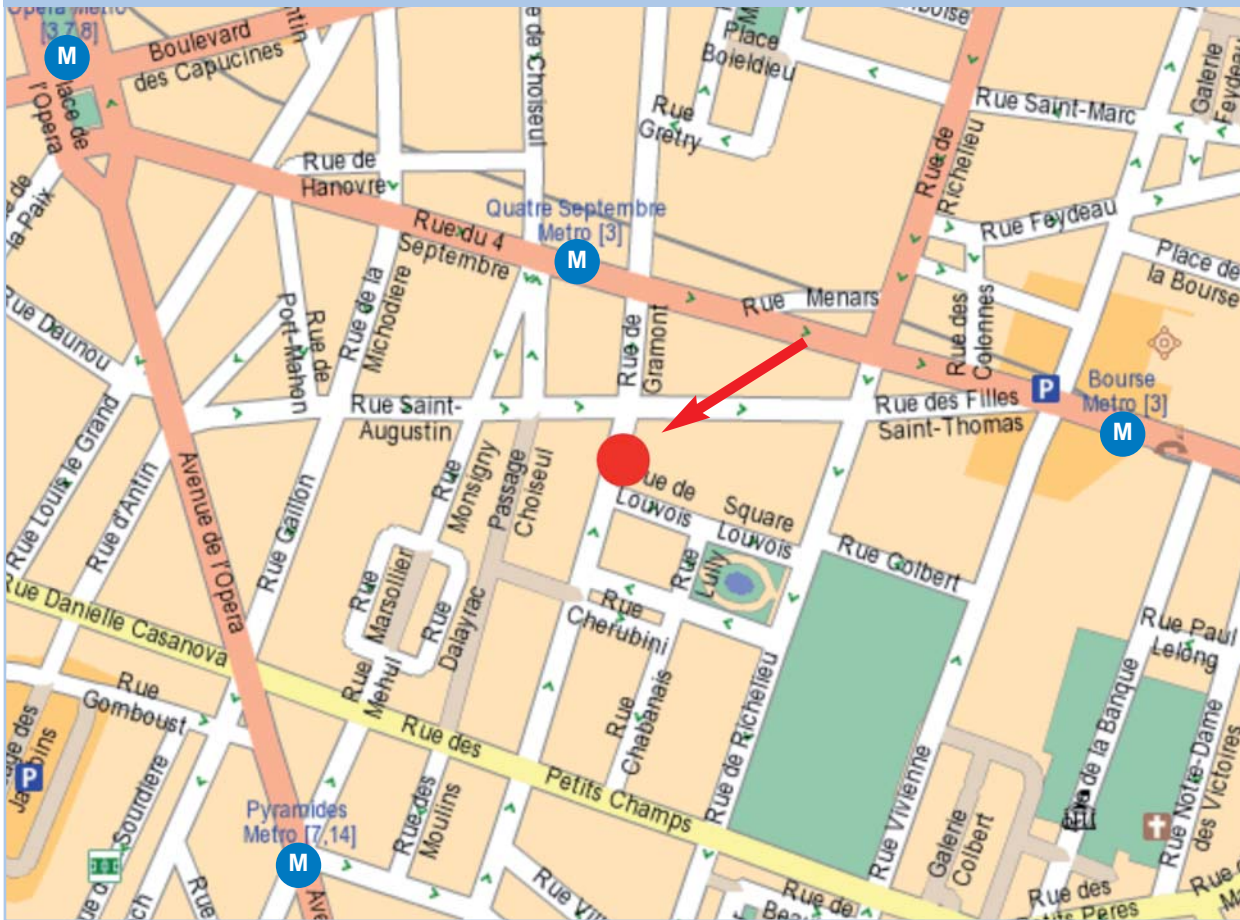 Opera Metro
[3,7,8]
M
Place de
l'Opera
Boulevard
des Capucines
de Choiseul
Place
Boieldieu
Rue
Gretry
Rue Saint-Marc
Galerie
Feydeau
Rue de
Richelieu
Rue de
Hanovre
la Paix
Quatre Septembre
Metro [3]
M
Rue du 4
Septembre
Rue Feydeau
Place de
la Bourse
Rue Menars
Rue Daunou
Rue de
Port-Mahon
Rue de la
Michodiere
Rue de
Gramont
Rue des
Colonnes
P
Bourse
Metro [3]
M
Rue Saint-
Augustin
Rue des Filles
Saint-Thomas
Rue Louis le Grand
Rue d'Antin
Avenue de l'Opera
Rue Gaillon
Rue
Monsigny
Passage
Choiseul
Rue de
Louvois
Square
Louvois
Rue
Lully
Rue Colbert
Rue
Marsollier
Rue
Dalayrac
Rue
Cherubini
Rue Danielle Casanova
Rue
Mehul
Rue
Chabanais
Rue de Richelieu
Rue Paul
Lelong
Rue
Gomboust
Rue des
Petits Champs
de la Banque
Rue Note-Dame
des Victoires
P
Sourdiere
Pyramides
Metro [7,14]
M
Rue des
Moulins
Rue Vivienne
Galerie
Colbert
Rue
Rue de
Rue des
Petits Peres